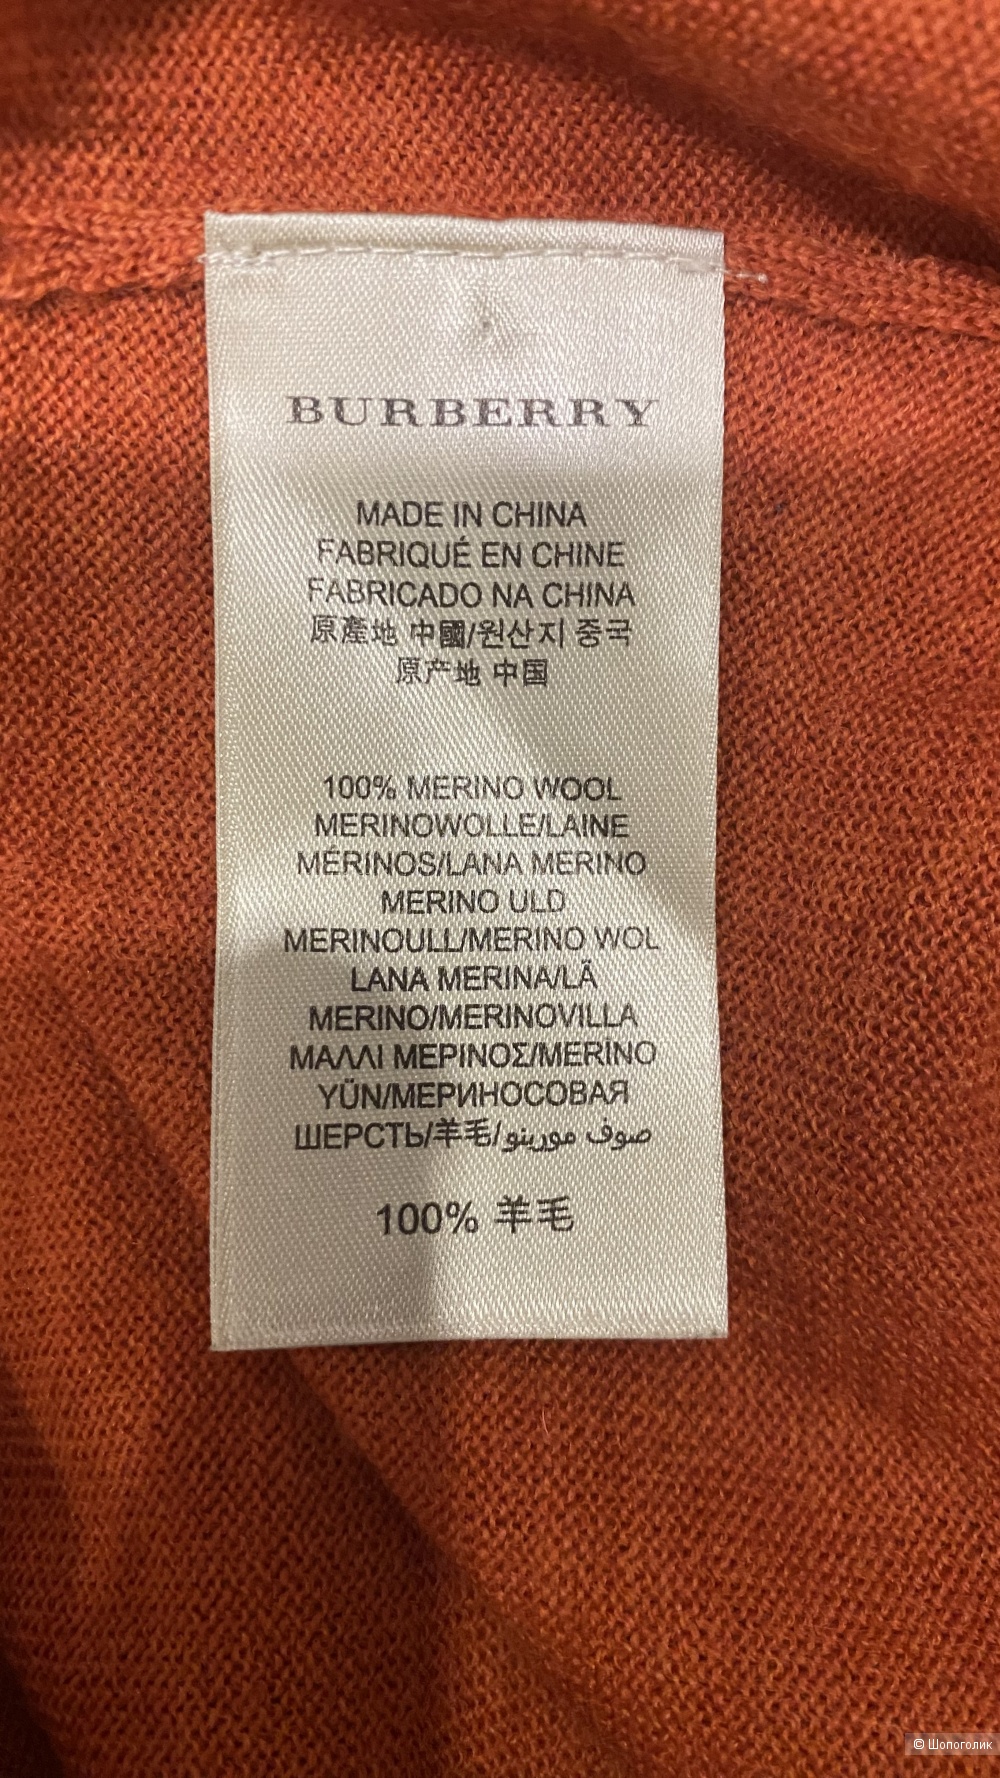 BURBERRY
MADE IN CHINA
FABRIQUÉ EN CHINE
FABRICADO NA CHINA
原產地 中國/원산지 중국
原产地 中国
100% MERINO WOOL
MERINOWOLLE/LAINE
MÉRINOS/LANA MERINO
MERINO ULD
MERINOULL/MERINO WOL
LANA MERINA/LÃ
MERINO/MERINOVILLA
ΜΑΛΛΙ ΜΕΡΙΝΟΣ/MERİNO
YÜN/МЕРИНОСОВАЯ
ШЕРСТЬ/羊毛/صوف مورينو
100% 羊毛
© Шопоголик